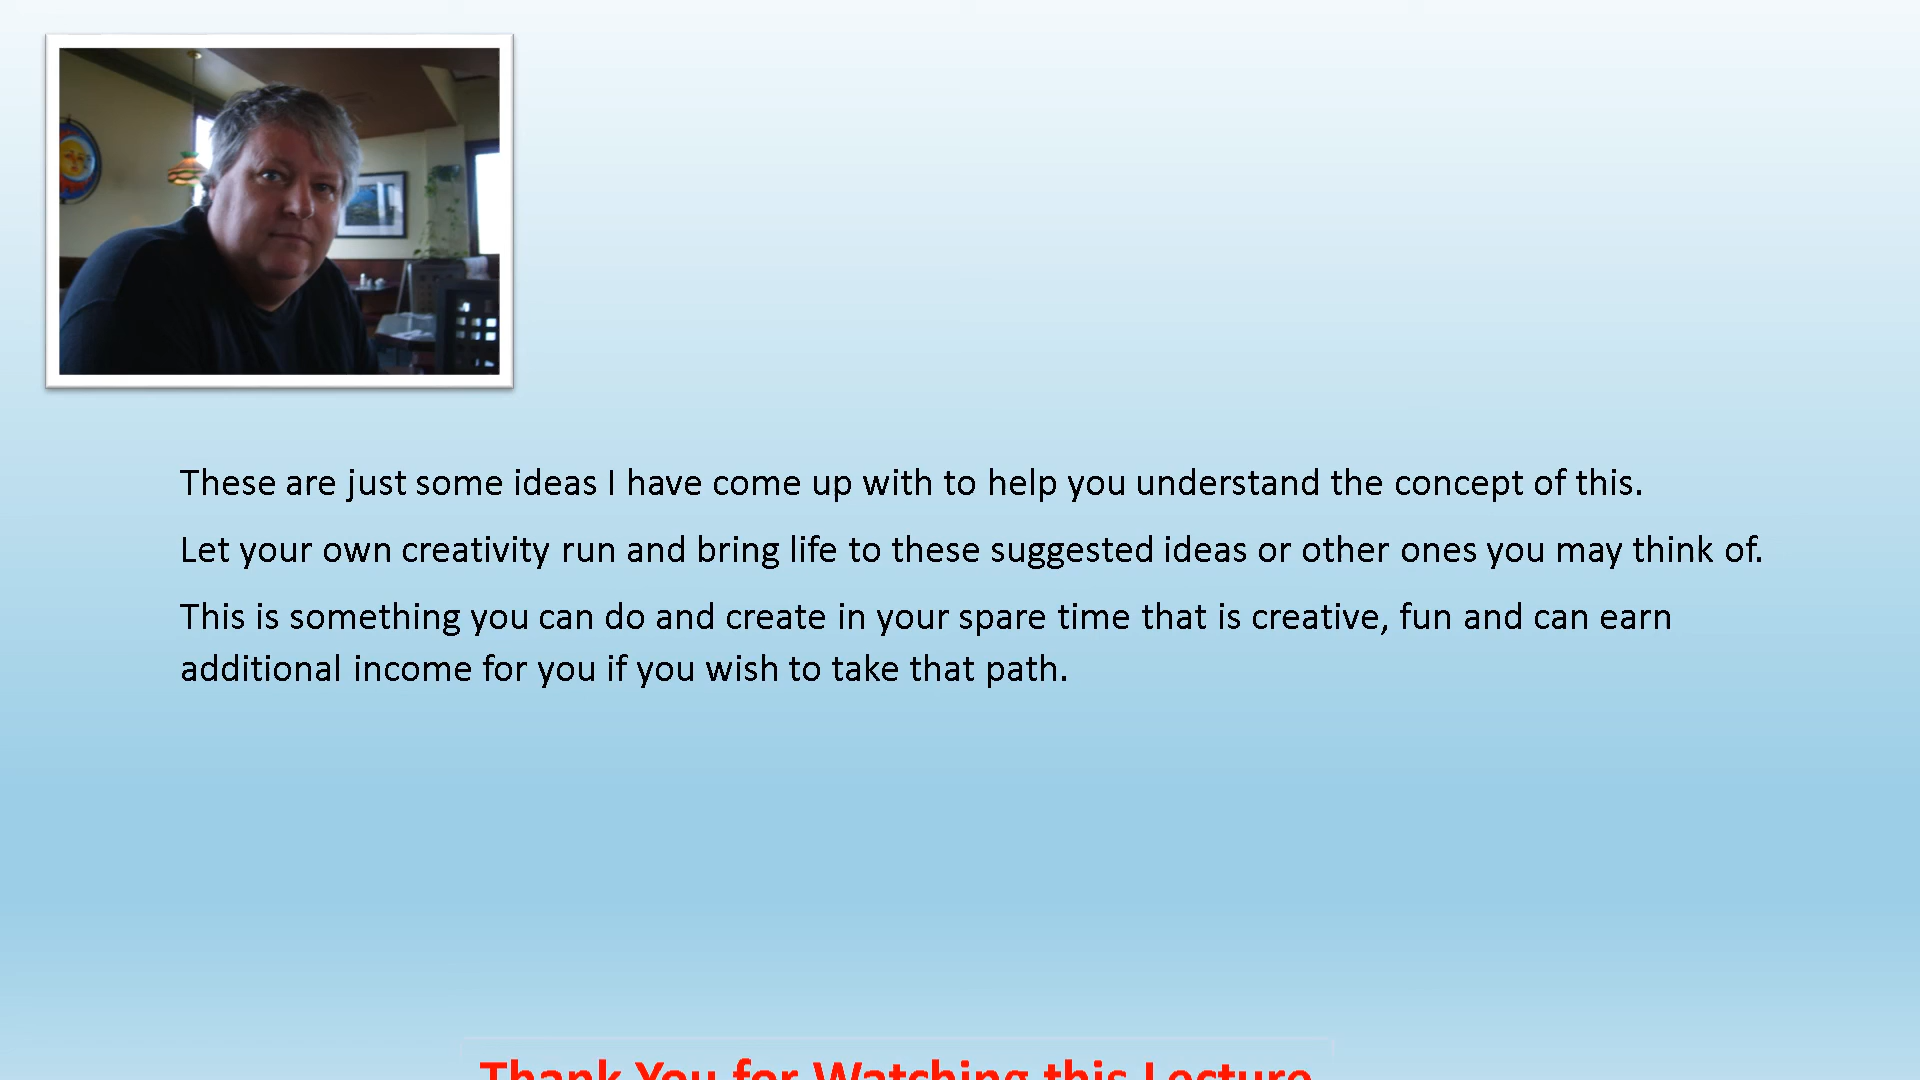 These are just some ideas I have come up with to help you understand the concept of this.
Let your own creativity run and bring life to these suggested ideas or other ones you may think of.
This is something you can do and create in your spare time that is creative, fun and can earn
additional income for you if you wish to take that path.
Thank You for Watching this Lecture